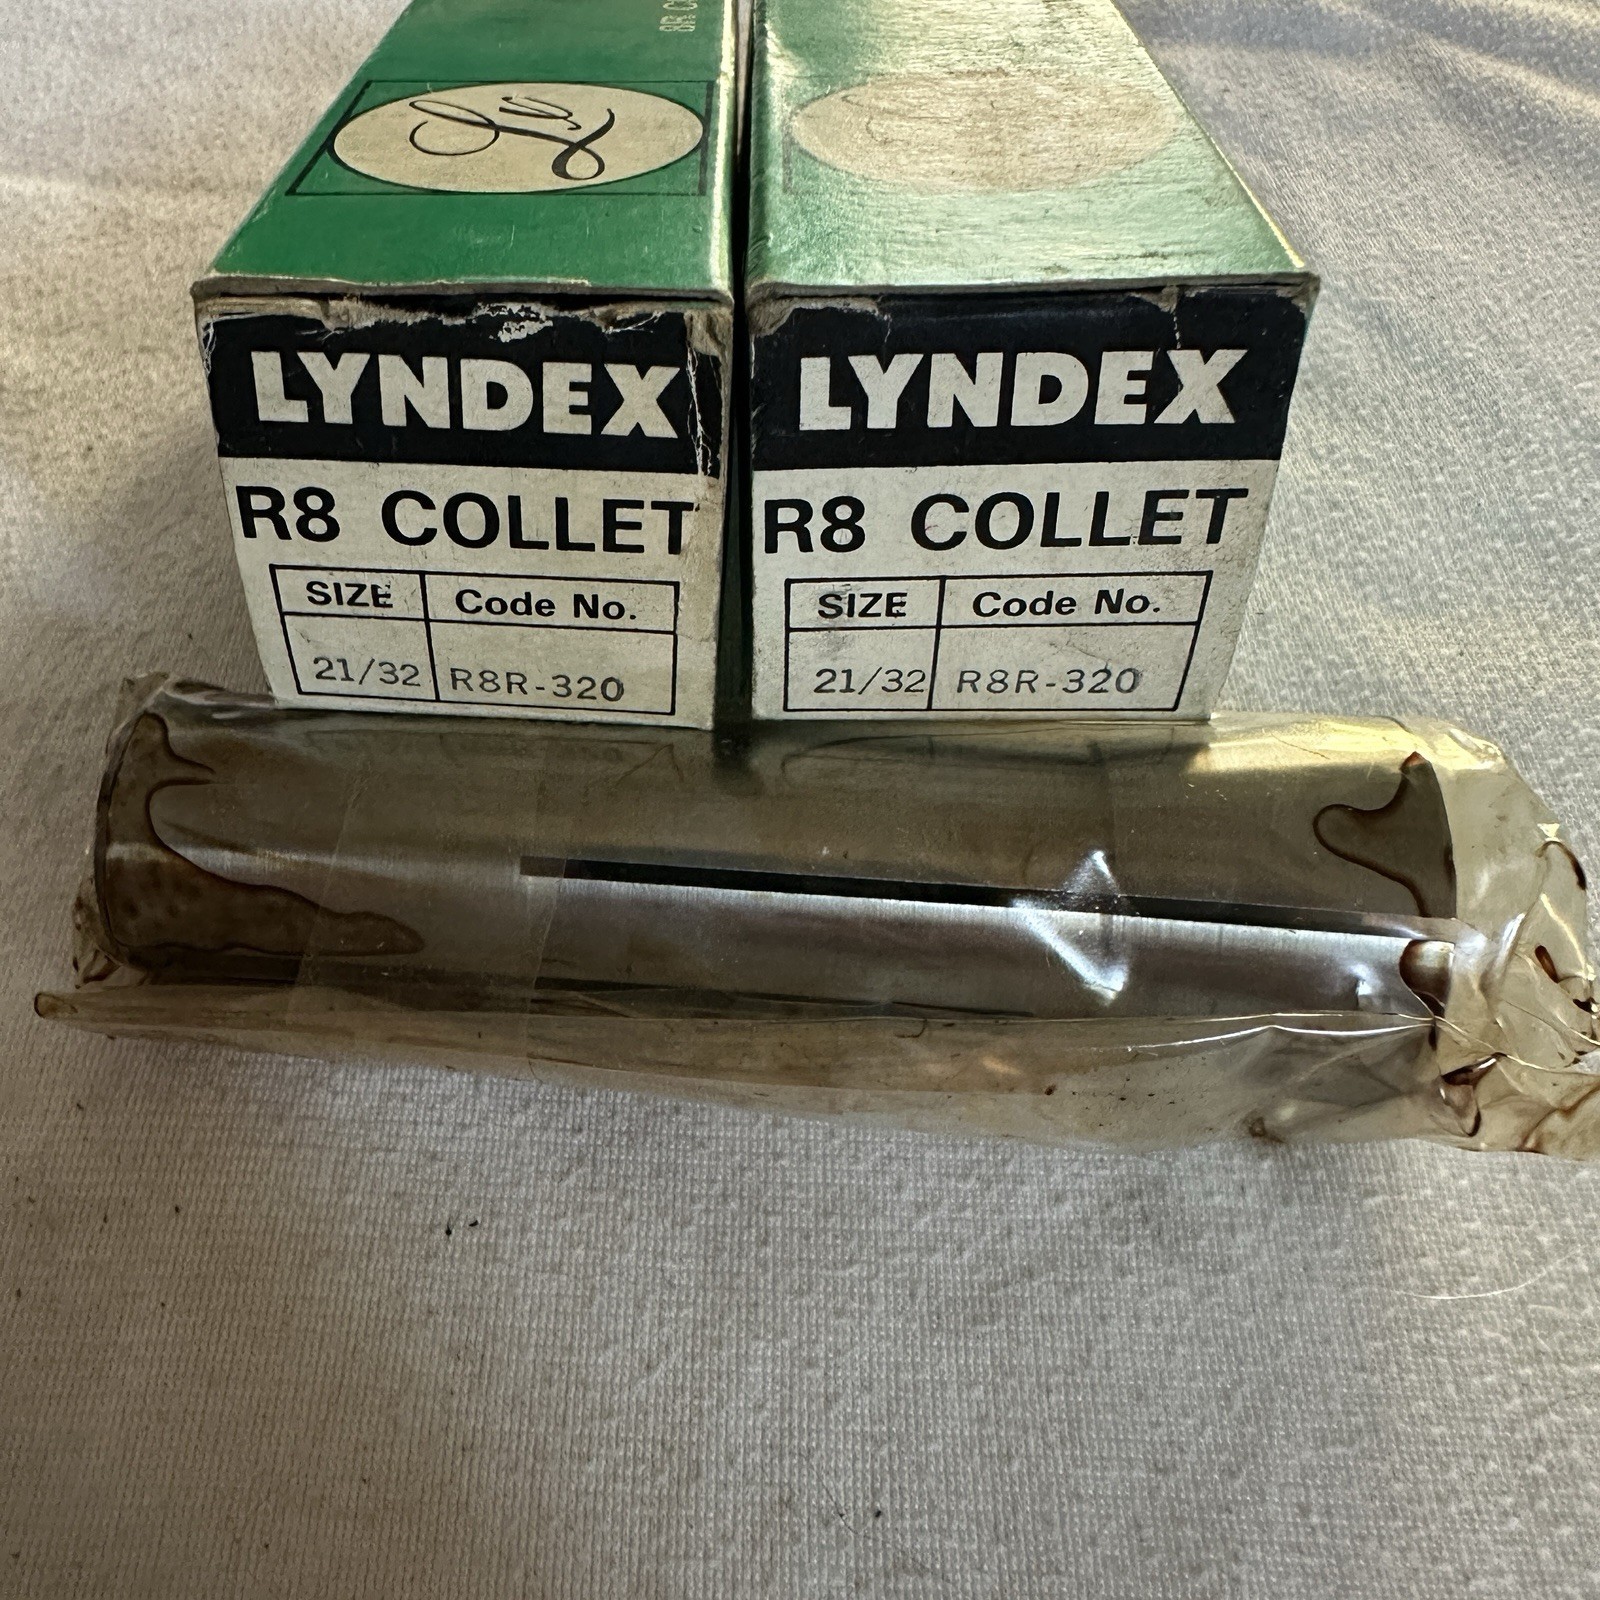 LYNDEX
R8 COLLET
SIZE Code No.
21/32 R8R-320
LYNDEX
R8 COLLET
SIZE Code No.
21/32 R8R-320